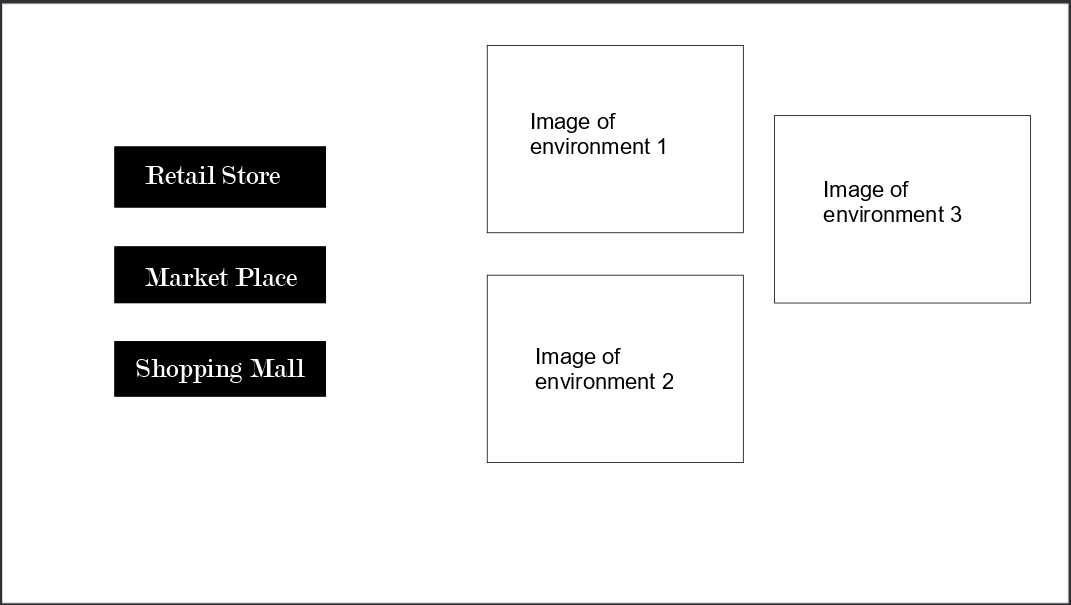 Retail Store
Market Place
Shopping Mall
Image of
environment 1
Image of
environment 2
Image of
environment 3